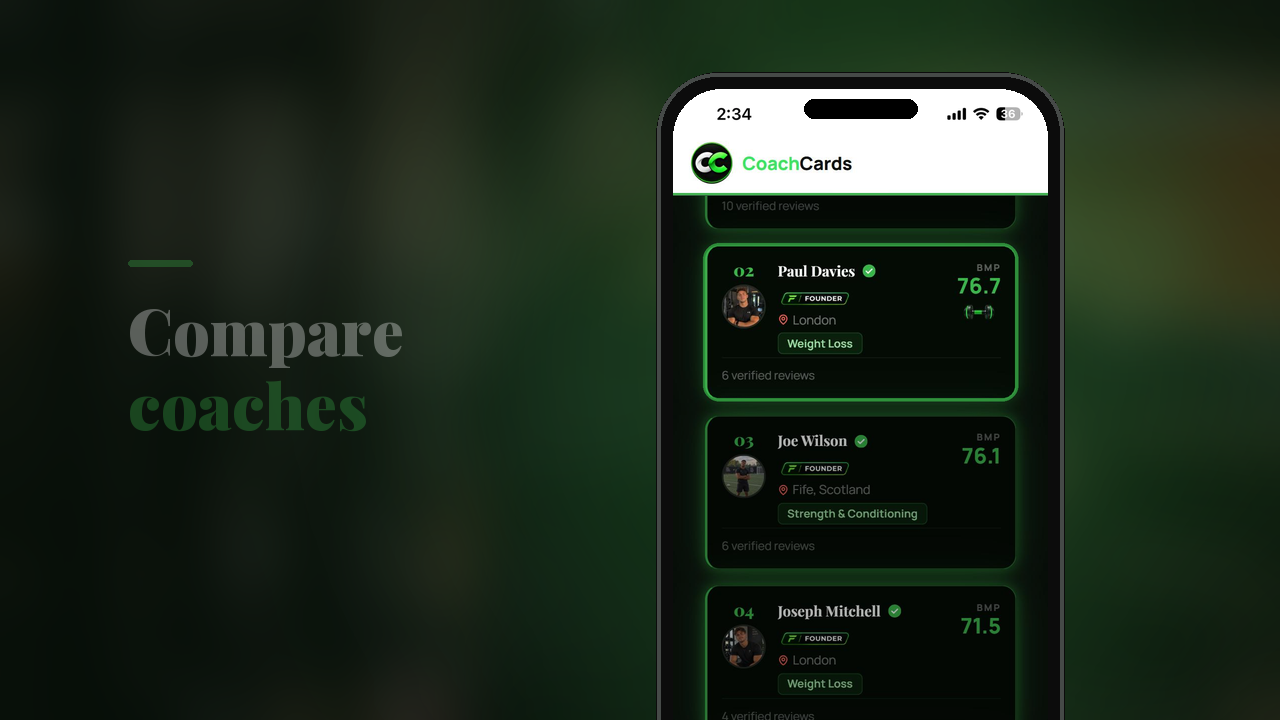 Compare
coaches
2:34
36
CC
CoachCards
10 verified reviews
02
Paul Davies
BMP
76.7
F / FOUNDER
London
Weight Loss
6 verified reviews
03
Joe Wilson
BMP
76.1
F / FOUNDER
Fife, Scotland
Strength & Conditioning
6 verified reviews
04
Joseph Mitchell
BMP
71.5
F / FOUNDER
London
Weight Loss
4 verified reviews